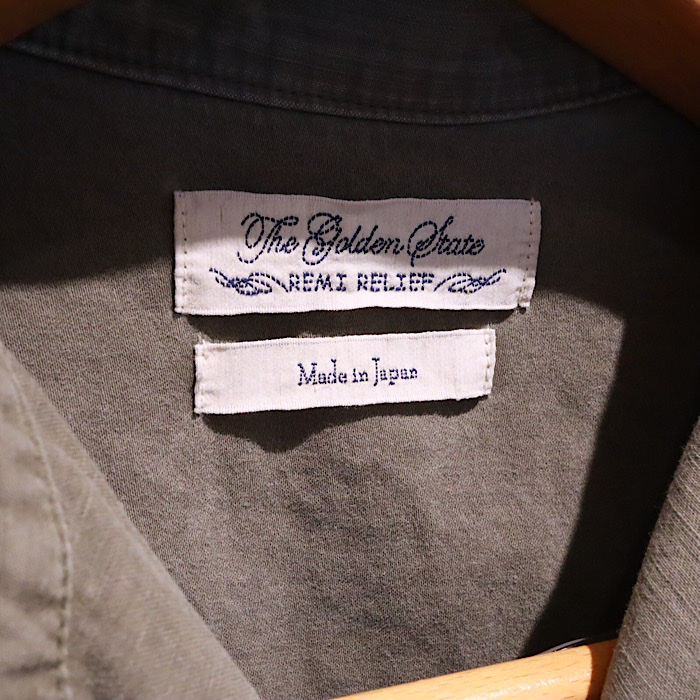 The Golden State
REMI RELIEF
Made in Japan